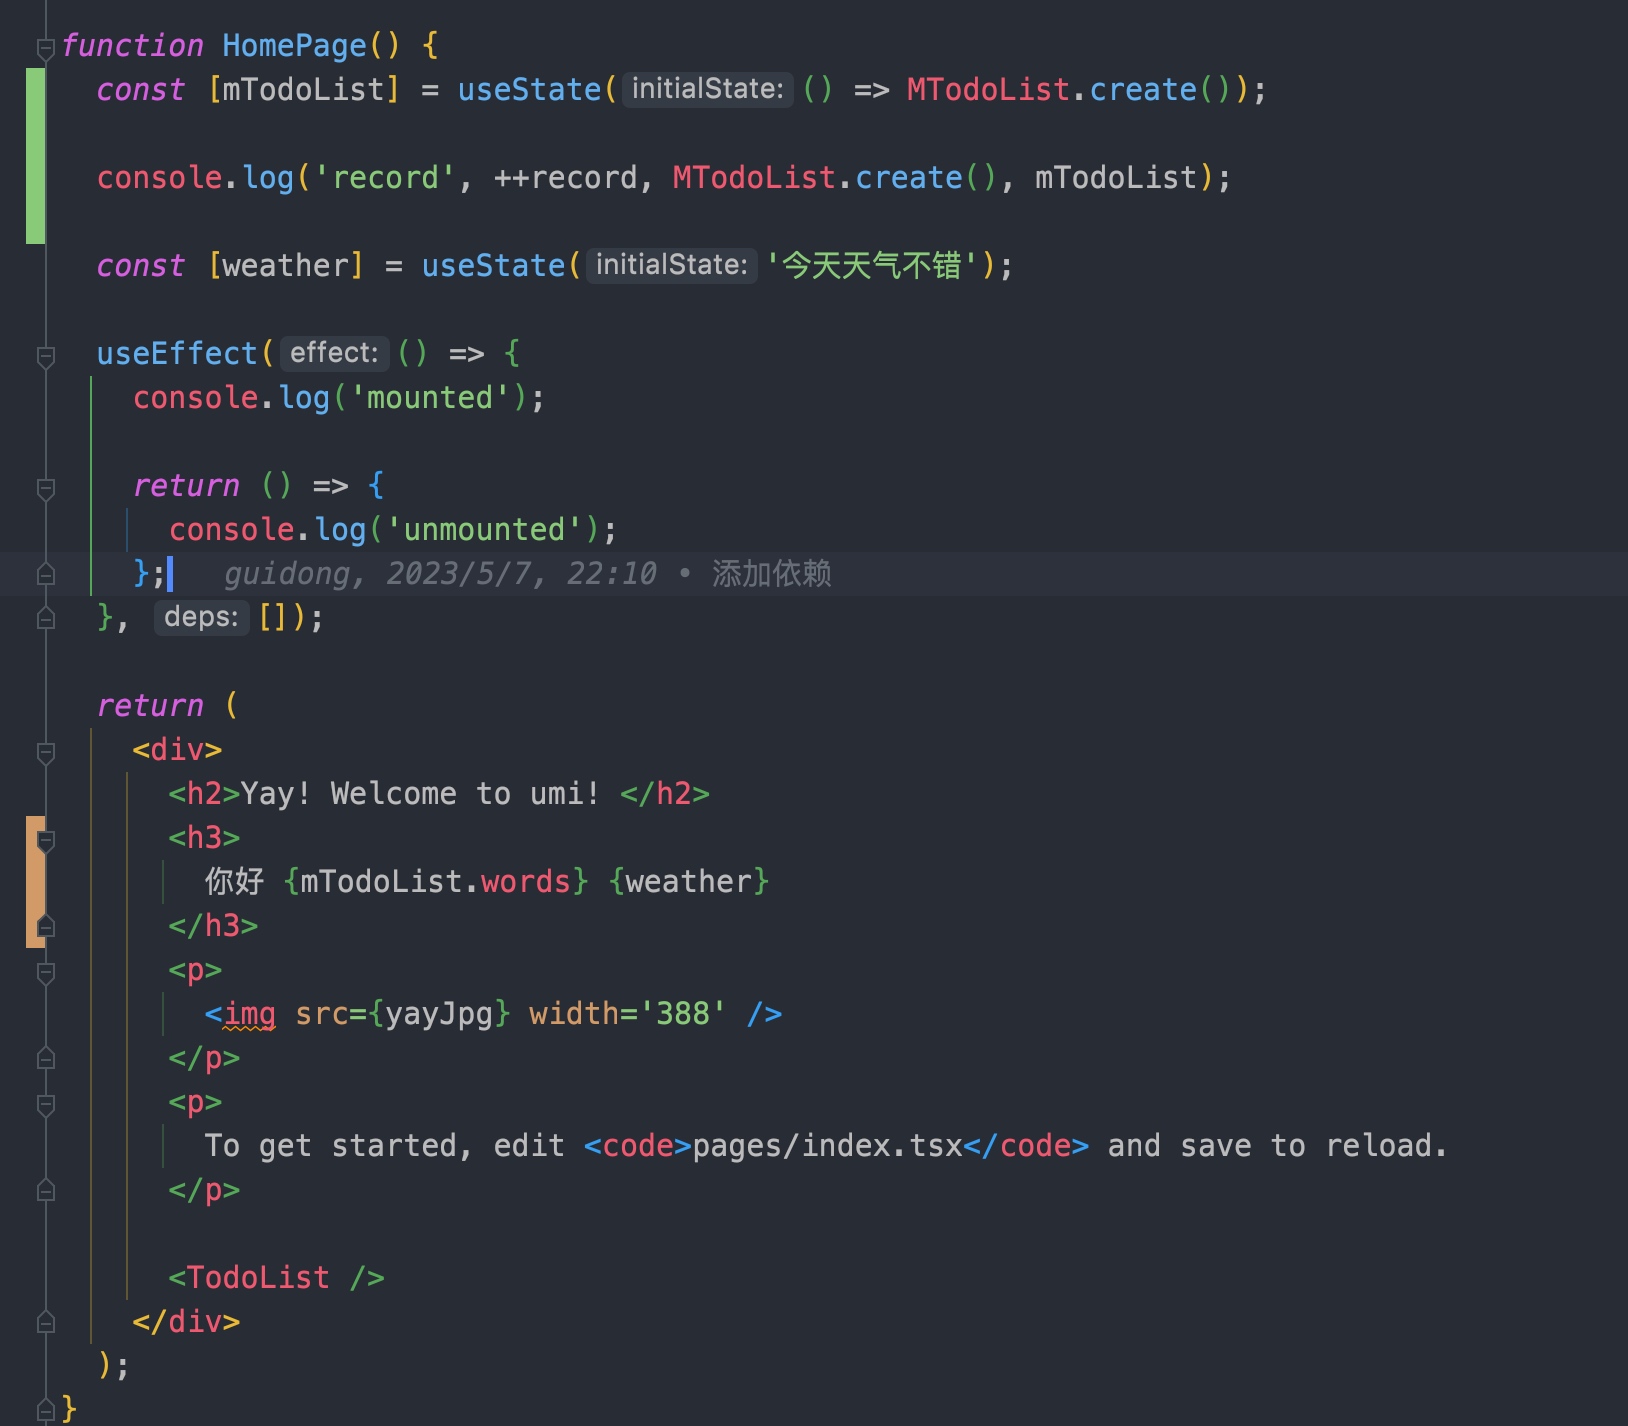 function HomePage() {
const [mTodoList] = useState( initialState: () => MTodoList.create());
console.log('record', ++record, MTodoList.create(), mTodoList);
const [weather] = useState( initialState: '今天天气不错');
useEffect( effect: () => {
console.log('mounted');
return () => {
console.log('unmounted');
}; guidong, 2023/5/7, 22:10 • 添加依赖
}, deps: []);
return (
<div>
<h2>Yay! Welcome to umi! </h2>
<h3>
你好 {mTodoList.words} {weather}
</h3>
<p>
<img src={yayJpg} width='388' />
</p>
<p>
To get started, edit <code>pages/index.tsx</code> and save to reload.
</p>
<TodoList />
</div>
);
}